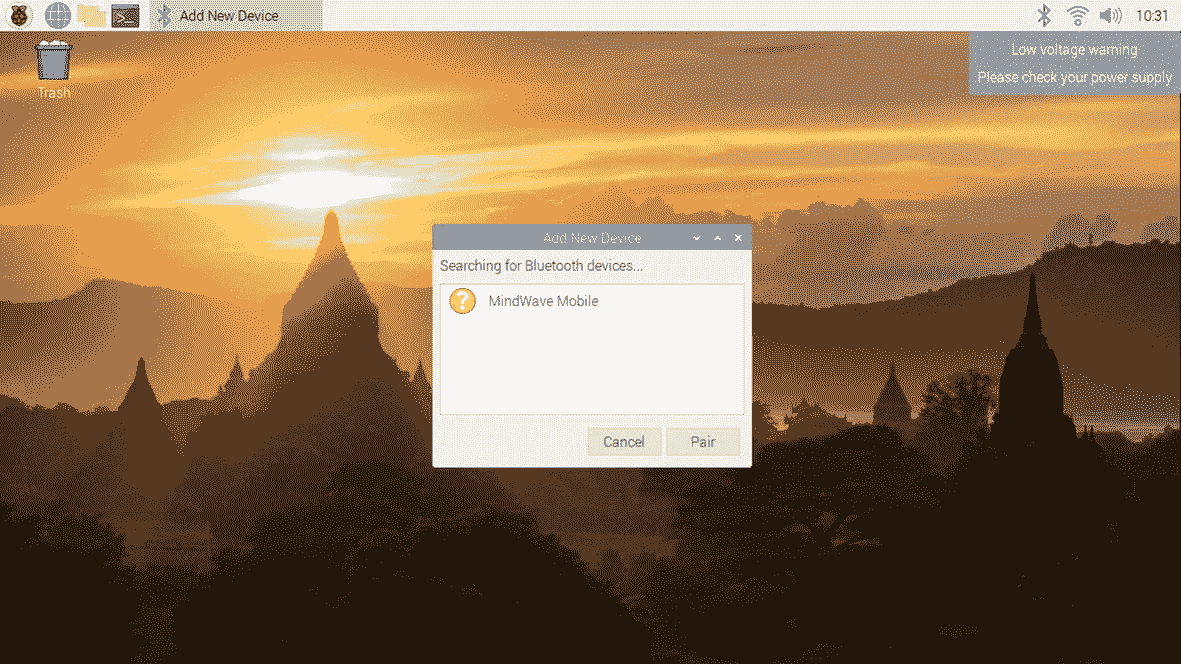 Add New Device
10:31
Low voltage warning
Please check your power supply
Trash
Add New Device
Searching for Bluetooth devices...
MindWave Mobile
Cancel
Pair